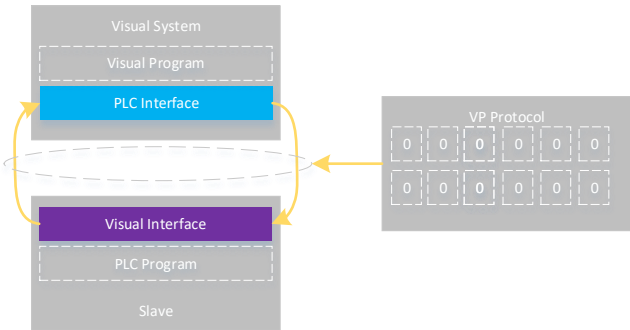 Visual System
Visual Program
PLC Interface
Visual Interface
PLC Program
Slave
VP Protocol
0 0 0 0 0 0
0 0 0 0 0 0